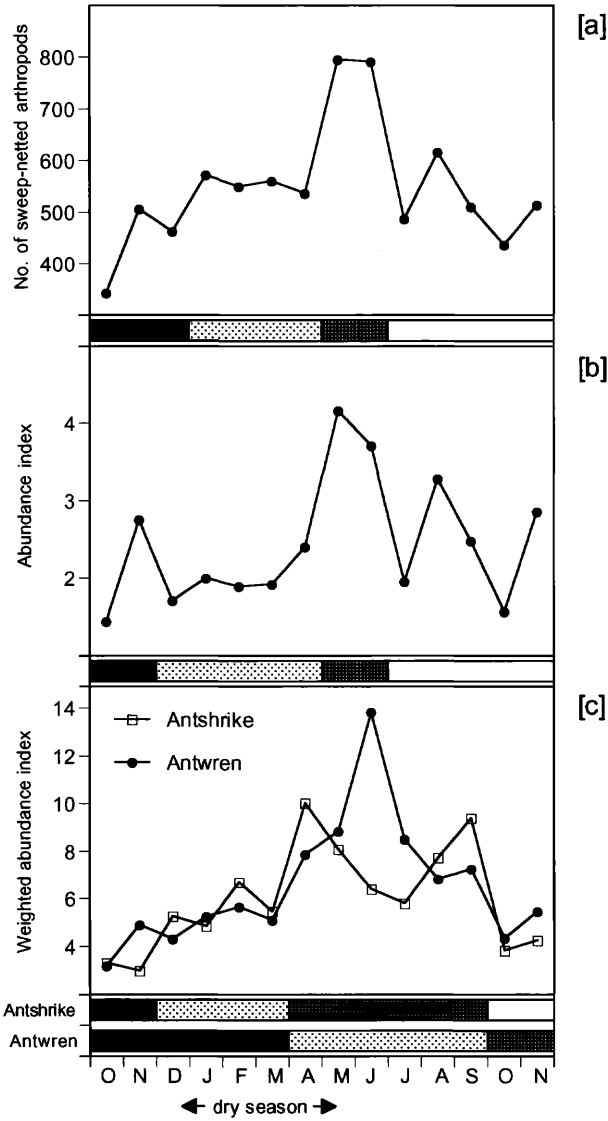 [a]
No. of sweep-netted arthropods
800
700
600
500
400
[b]
Abundance index
4
3
2
[c]
Weighted abundance index
14
12
10
8
6
4
Antshrike
Antwren
Antshrike
Antwren
O N D J F M A M J J A S O N
dry season